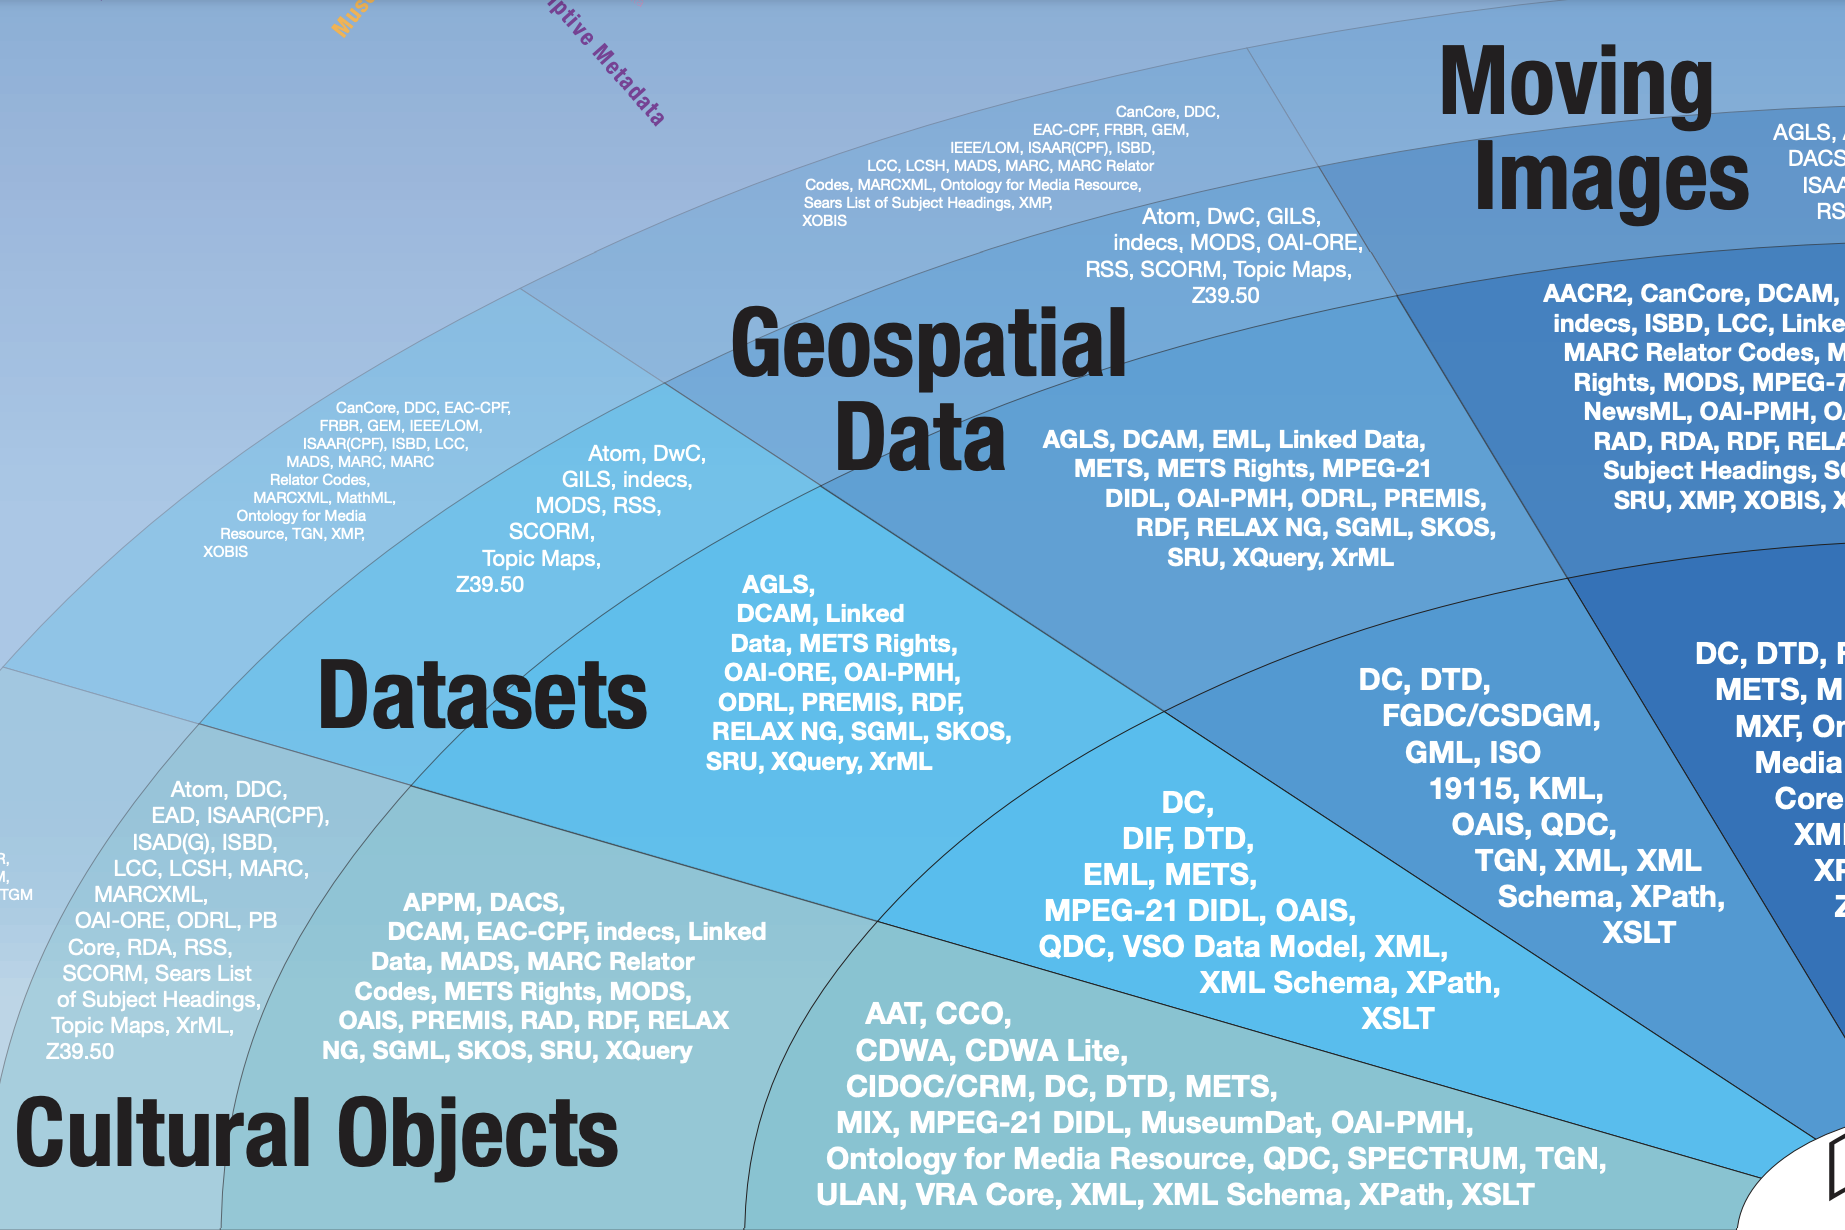 Descriptive Metadata
Moving
Images
AGLS,
DACS
CanCore, DDC,
EAC-CPF, FRBR, GEM,
IEEE/LOM, ISAAR(CPF), ISBD,
LCC, LCSH, MADS, MARC, MARC Relator
Codes, MARCXML, Ontology for Media Resource,
Sears List of Subject Headings, XMP,
XOBIS
Atom, DwC, GILS,
indecs, MODS, OAI-ORE,
RSS, SCORM, Topic Maps,
Z39.50
AACR2, CanCore, DCAM,
indecs, ISBD, LCC,
MARC Relator Codes,
Rights, MODS, MPEG-7
NewsML, OAI-PMH,
RAD, RDA, RDF,
Subject Headings,
SRU, XMP, XOBIS,
Geospatial
Data
AGLS, DCAM, EML, Linked Data,
METS, METS Rights, MPEG-21
DIDL, OAI-PMH, ODRL, PREMIS,
RDF, RELAX NG, SGML, SKOS,
SRU, XQuery, XrML
CanCore, DDC, EAC-CPF,
FRBR, GEM, IEEE/LOM,
ISAAR(CPF), ISBD, LCC,
MADS, MARC, MARC
Relator Codes,
MARCXML, MathML,
Ontology for Media
Resource, TGN, XMP,
XOBIS
Atom, DwC,
GILS, indecs,
MODS, RSS,
SCORM,
Topic Maps,
Z39.50
AGLS,
DCAM, Linked
Data, METS Rights,
OAI-ORE, OAI-PMH,
ODRL, PREMIS, RDF,
RELAX NG, SGML, SKOS,
SRU, XQuery, XrML
Datasets
DC, DTD,
FGDC/CSDGM,
GML, ISO
19115, KML,
OAIS, QDC,
TGN, XML, XML
Schema, XPath,
XSLT
DC, DTD,
METS,
MXF,
Media
Core
DC,
DIF, DTD,
EML, METS,
MPEG-21 DIDL, OAIS,
QDC, VSO Data Model, XML,
XML Schema, XPath,
XSLT
Atom, DDC,
EAD, ISAAR(CPF),
ISAD(G), ISBD,
LCC, LCSH, MARC,
MARCXML,
OAI-ORE, ODRL, PB
Core, RDA, RSS,
SCORM, Sears List
of Subject Headings,
Topic Maps, XrML,
Z39.50
TGM
APPM, DACS,
DCAM, EAC-CPF, indecs, Linked
Data, MADS, MARC Relator
Codes, METS Rights, MODS,
OAIS, PREMIS, RAD, RDF, RELAX
NG, SGML, SKOS, SRU, XQuery
AAT, CCO,
CDWA, CDWA Lite,
CIDOC/CRM, DC, DTD, METS,
MIX, MPEG-21 DIDL, MuseumDat, OAI-PMH,
Ontology for Media Resource, QDC, SPECTRUM, TGN,
ULAN, VRA Core, XML, XML Schema, XPath, XSLT
Cultural Objects